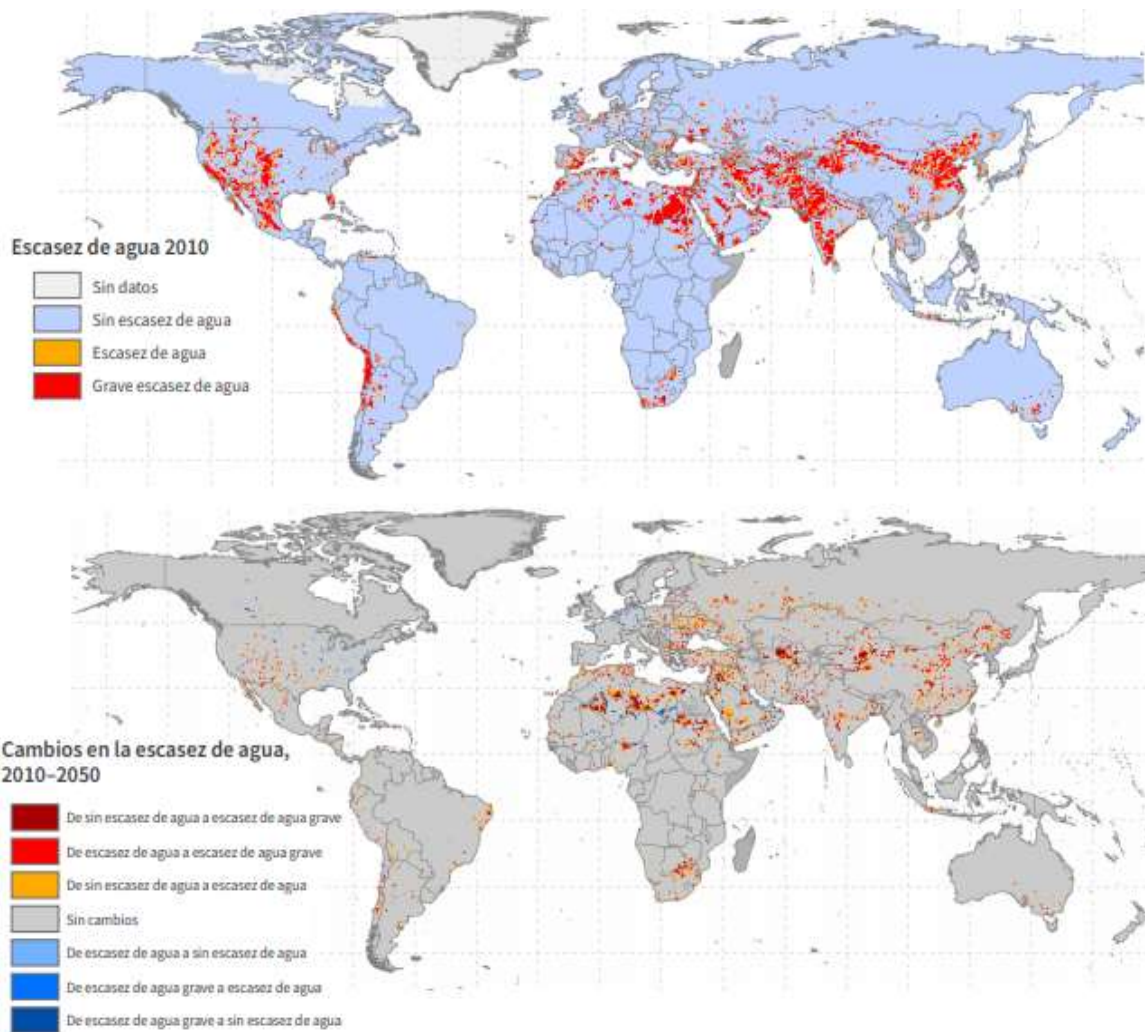 Escasez de agua 2010
Sin datos
Sin escasez de agua
Escasez de agua
Grave escasez de agua
Cambios en la escasez de agua,
2010–2050
De sin escasez de agua a escasez de agua grave
De escasez de agua a escasez de agua grave
De sin escasez de agua a escasez de agua
Sin cambios
De escasez de agua a sin escasez de agua
De escasez de agua grave a escasez de agua
De escasez de agua grave a sin escasez de agua